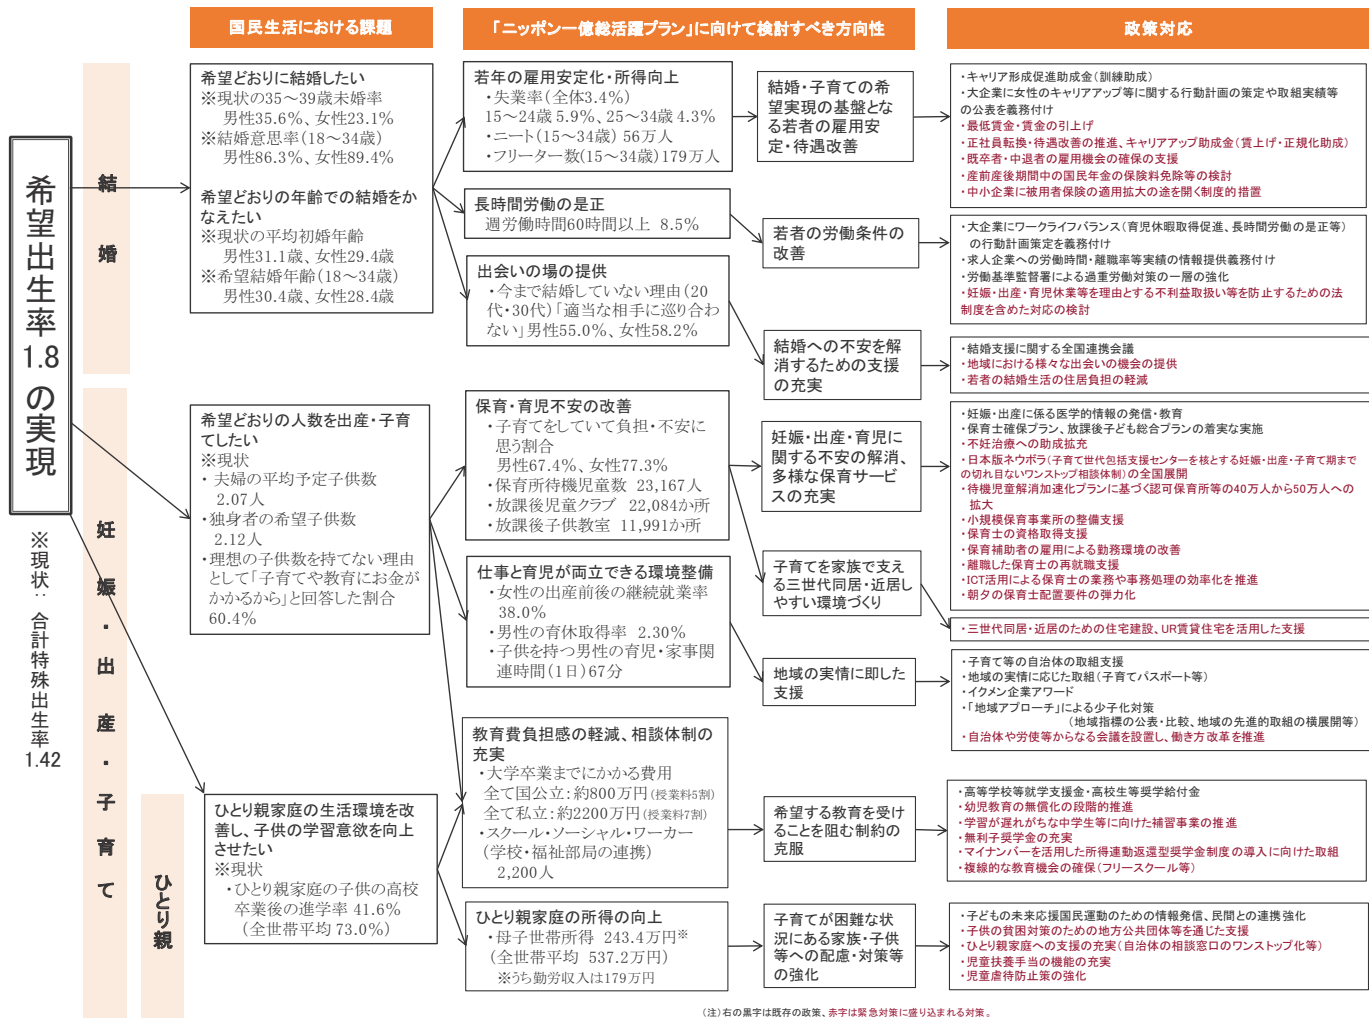 国民生活における課題
「ニッポン一億総活躍プラン」に向けて検討すべき方向性
政策対応
希望出生率1.8の実現
※現状：合計特殊出生率1.42
結婚
妊娠・出産・子育て
ひとり親
希望どおりに結婚したい
※現状の35～39歳未婚率
男性35.6%、女性23.1%
※結婚意思率(18～34歳)
男性86.3%、女性89.4%
希望どおりの年齢での結婚をか
なえたい
※現状の平均初婚年齢
男性31.1歳、女性29.4歳
※希望結婚年齢(18～34歳)
男性30.4歳、女性28.4歳
希望どおりの人数を出産・子育
てしたい
※現状
・ 夫婦の平均予定子供数
2.07人
・独身者の希望子供数
2.12人
・理想の子供数を持てない理由
として「子育てや教育にお金が
かかるから」と回答した割合
60.4%
ひとり親家庭の生活環境を改
善し、子供の学習意欲を向上
させたい
※現状
・ひとり親家庭の子供の高校
卒業後の進学率 41.6%
(全世帯平均 73.0%)
若年の雇用安定化・所得向上
・失業率(全体3.4%)
15～24歳 5.9%、25～34歳 4.3%
・ニート(15～34歳) 56万人
・フリーター数(15～34歳)179万人
長時間労働の是正
週労働時間60時間以上 8.5%
出会いの場の提供
・今まで結婚していない理由(20
代・30代)「適当な相手に巡り合わ
ない」男性55.0%、女性58.2%
保育・育児不安の改善
・子育てをしていて負担・不安に
思う割合
男性67.4%、女性77.3%
・保育所待機児童数 23,167人
・放課後児童クラブ 22,084か所
・放課後子供教室 11,991か所
仕事と育児が両立できる環境整備
・女性の出産前後の継続就業率
38.0%
・男性の育休取得率 2.30%
・子供を持つ男性の育児・家事関
連時間(1日)67分
教育費負担感の軽減、相談体制の
充実
・大学卒業までにかかる費用
全て国公立：約800万円(授業料5割)
全て私立：約2200万円(授業料7割)
・スクール・ソーシャル・ワーカー
(学校・福祉部局の連携)
2,200人
ひとり親家庭の所得の向上
・母子世帯所得 243.4万円※
(全世帯平均 537.2万円)
※うち勤労収入は179万円
結婚・子育ての希
望実現の基盤とな
る若者の雇用安
定・待遇改善
若者の労働条件の
改善
結婚への不安を解
消するための支援
の充実
妊娠・出産・育児に
関する不安の解消、
多様な保育サービ
スの充実
子育てを家族で支え
る三世代同居・近居し
やすい環境づくり
地域の実情に即した
支援
希望する教育を受け
ることを阻む制約の
克服
子育てが困難な状
況にある家族・子供
等への配慮・対策等
の強化
・キャリア形成促進助成金(訓練助成)
・大企業に女性のキャリアアップ等に関する行動計画の策定や取組実績等
の公表を義務付け
・最低賃金・賃金の引上げ
・正社員転換・待遇改善の推進、キャリアアップ助成金(賃上げ・正規化助成)
・既卒者・中退者の雇用機会の確保の支援
・産前産後期間中の国民年金の保険料免除等の検討
・中小企業に被用者保険の適用拡大の途を開く制度的措置
・大企業にワークライフバランス(育児休暇取得促進、長時間労働の是正等)
の行動計画策定を義務付け
・求人企業への労働時間・離職率等実績の情報提供義務付け
・労働基準監督署による過重労働対策の一層の強化
・妊娠・出産・育児休業等を理由とする不利益取扱い等を防止するための法
制度を含めた対応の検討
・結婚支援に関する全国連携会議
・地域における様々な出会いの機会の提供
・若者の結婚生活の住居負担の軽減
・妊娠・出産に係る医学的情報の発信・教育
・保育士確保プラン、放課後子ども総合プランの着実な実施
・不妊治療への助成拡充
・日本版ネウボラ(子育て世代包括支援センターを核とする妊娠・出産・子育て期まで
の切れ目ないワンストップ相談体制)の全国展開
・待機児童解消加速化プランに基づく認可保育所等の40万人から50万人への
拡大
・小規模保育事業所の整備支援
・保育士の資格取得支援
・保育補助者の雇用による勤務環境の改善
・離職した保育士の再就職支援
・ICT活用による保育士の業務や事務処理の効率化を推進
・朝夕の保育士配置要件の弾力化
・三世代同居・近居のための住宅建設、UR賃貸住宅を活用した支援
・子育て等の自治体の取組支援
・地域の実情に応じた取組(子育てパスポート等)
・イクメン企業アワード
・「地域アプローチ」による少子化対策
(地域指標の公表・比較、地域の先進的取組の横展開等)
・自治体や労使等からなる会議を設置し、働き方改革を推進
・高等学校等就学支援金・高校生等奨学給付金
・幼児教育の無償化の段階的推進
・学習が遅れがちな中学生等に向けた補習事業の推進
・無利子奨学金の充実
・マイナンバーを活用した所得連動返還型奨学金制度の導入に向けた取組
・複線的な教育機会の確保(フリースクール等)
・子どもの未来応援国民運動のための情報発信、民間との連携強化
・子供の貧困対策のための地方公共団体等を通じた支援
・ひとり親家庭への支援の充実(自治体の相談窓口のワンストップ化等)
・児童扶養手当の機能の充実
・児童虐待防止策の強化
(注)右の黒字は既存の政策、赤字は緊急対策に盛り込まれる対策。